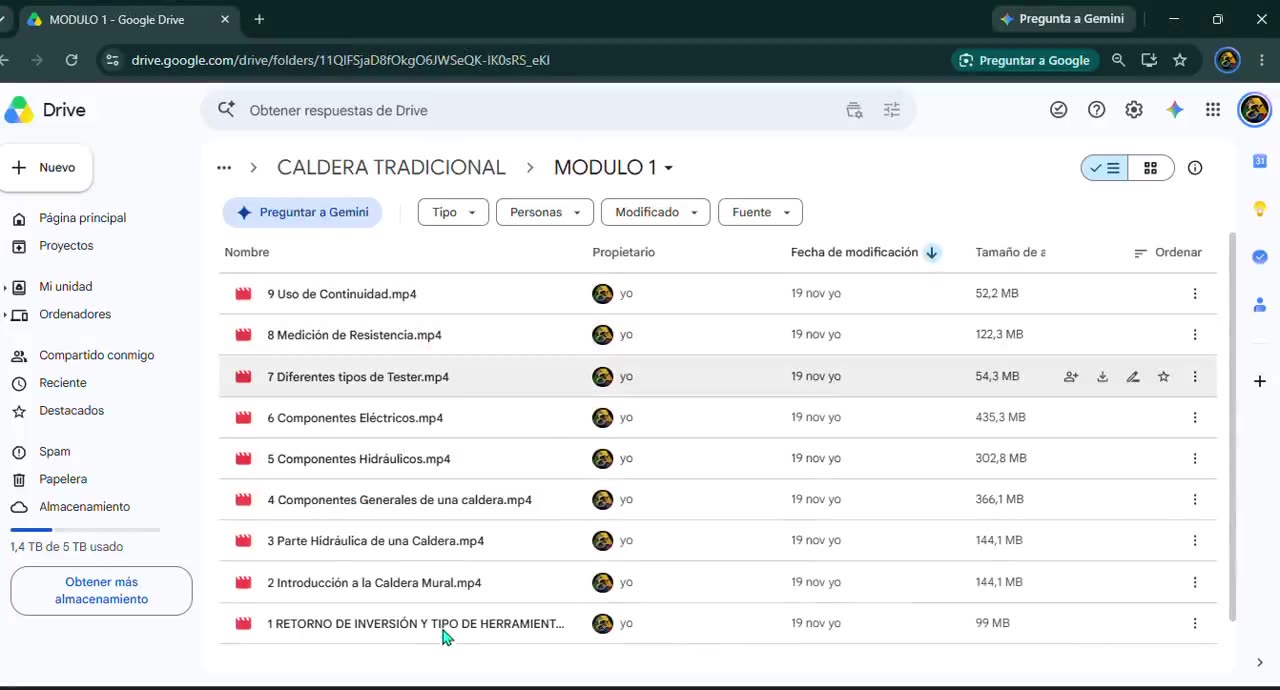 MODULO 1 - Google Drive
Pregunta a Gemini
drive.google.com/drive/folders/11QlFSjaD8fOkgO6JWSeQK-IK0sRS_eKl
Preguntar a Google
Drive
Obtener respuestas de Drive
Nuevo
CALDERA TRADICIONAL
MODULO 1
Preguntar a Gemini
Tipo
Personas
Modificado
Fuente
Página principal
Proyectos
Mi unidad
Ordenadores
Compartido conmigo
Reciente
Destacados
Spam
Papelera
Almacenamiento
1,4 TB de 5 TB usado
Obtener más
almacenamiento
Nombre Propietario Fecha de modificación Tamaño de a Ordenar
9 Uso de Continuidad.mp4 yo 19 nov yo 52,2 MB
8 Medición de Resistencia.mp4 yo 19 nov yo 122,3 MB
7 Diferentes tipos de Tester.mp4 yo 19 nov yo 54,3 MB
6 Componentes Eléctricos.mp4 yo 19 nov yo 435,3 MB
5 Componentes Hidráulicos.mp4 yo 19 nov yo 302,8 MB
4 Componentes Generales de una caldera.mp4 yo 19 nov yo 366,1 MB
3 Parte Hidráulica de una Caldera.mp4 yo 19 nov yo 144,1 MB
2 Introducción a la Caldera Mural.mp4 yo 19 nov yo 144,1 MB
1 RETORNO DE INVERSIÓN Y TIPO DE HERRAMIENT... yo 19 nov yo 99 MB
31